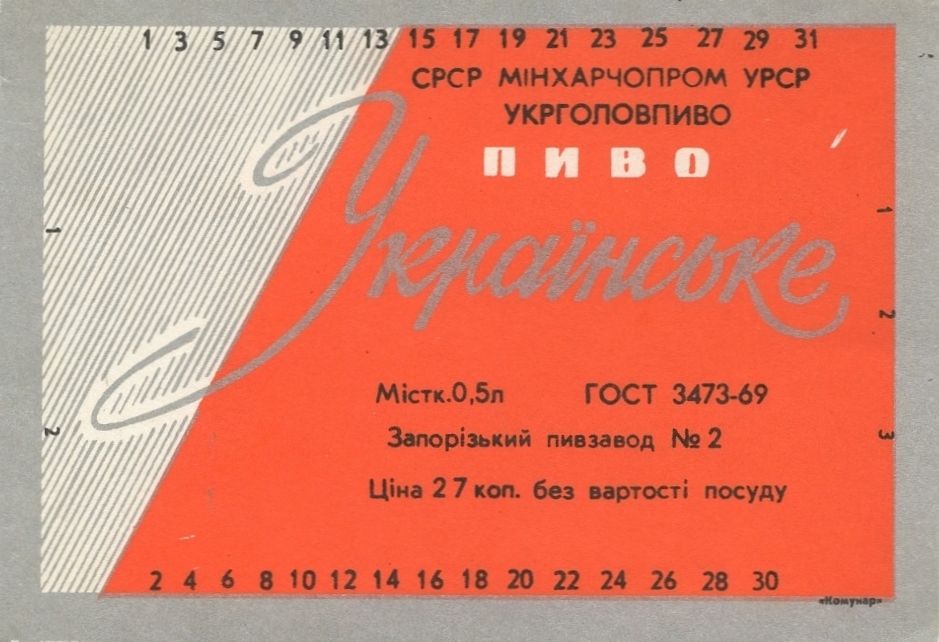 1 3 5 7 9 11 13 15 17 19 21 23 25 27 29 31
СРСР МІНХАРЧОПРОМ УРСР
УКРГОЛОВПИВО
ПИВО
Українське
1
2
1
2
3
Містк.0,5л ГОСТ 3473-69
Запорізький пивзавод №2
Ціна 27 коп. без вартості посуду
2 4 6 8 10 12 14 16 18 20 22 24 26 28 30
«Комунар»